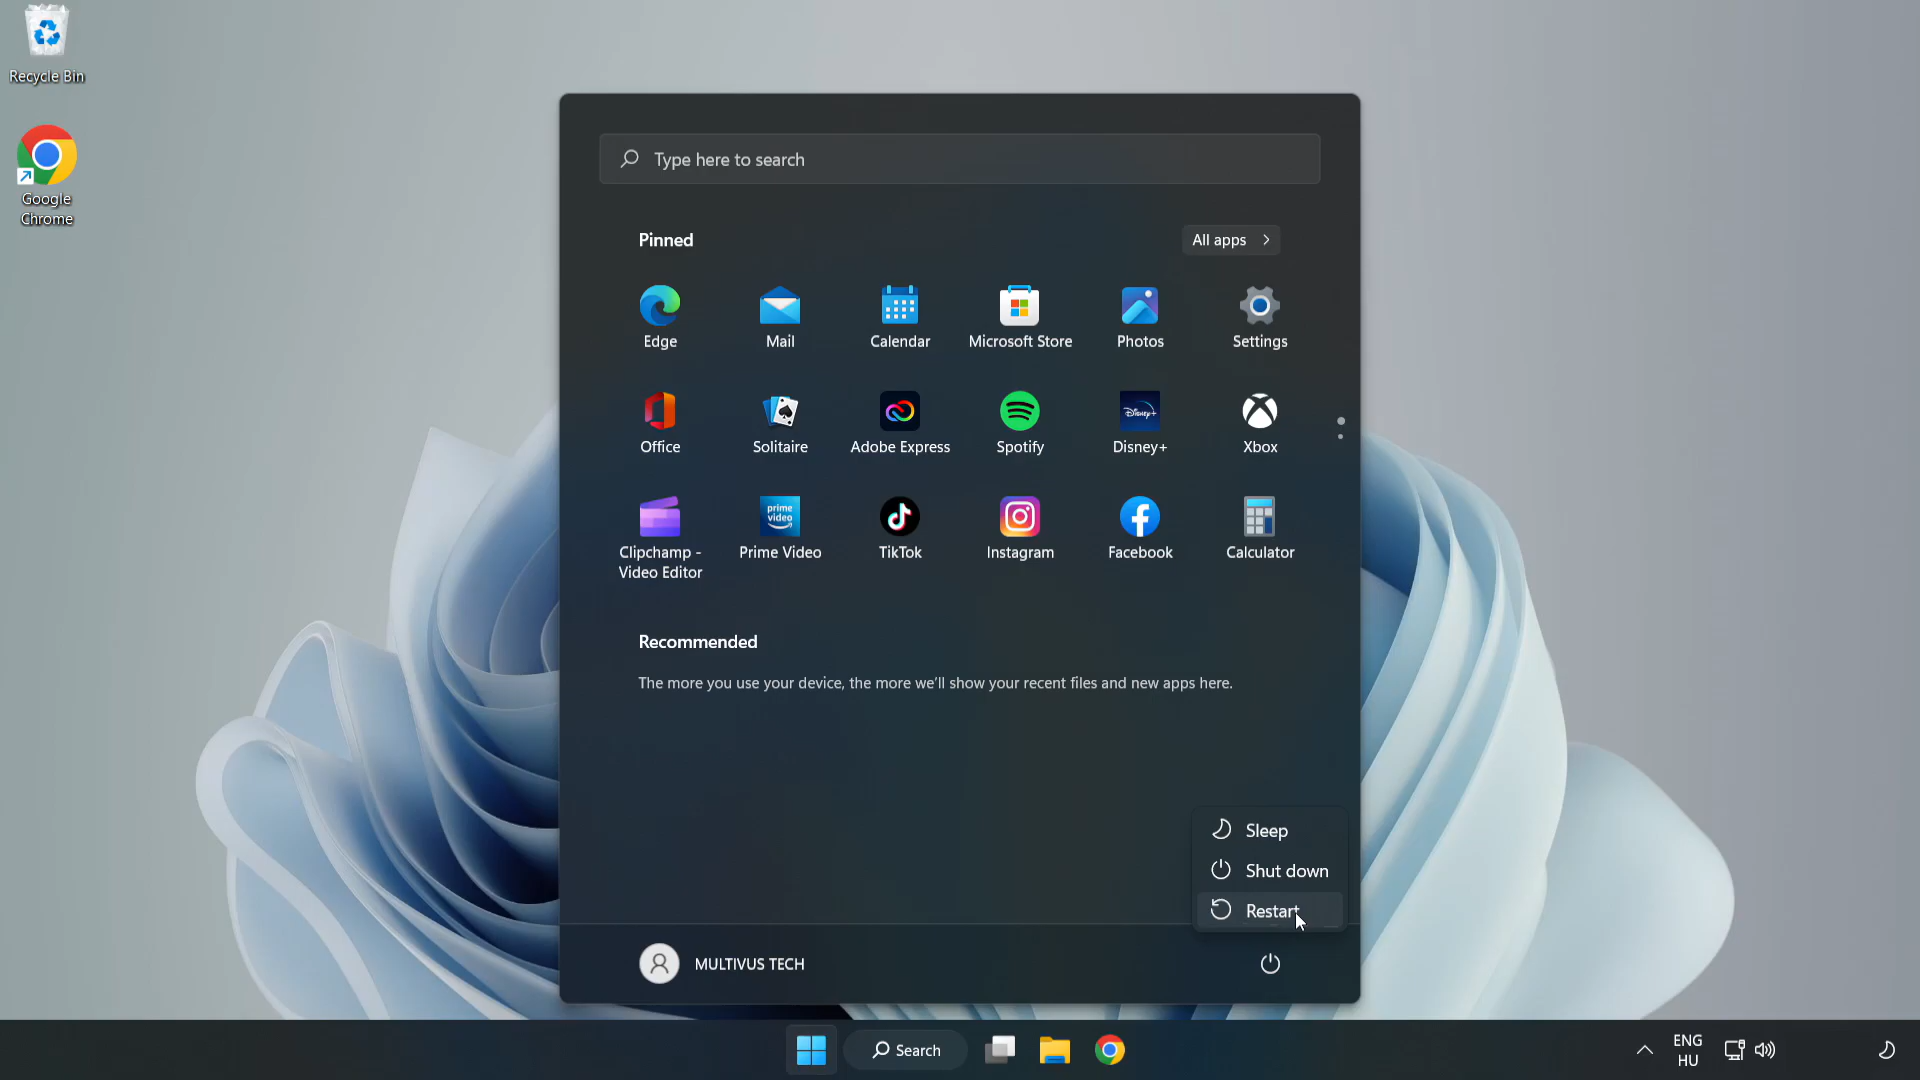 Recycle Bin
Google
Chrome
Type here to search
Pinned
All apps
Edge
Mail
Calendar
Microsoft Store
Photos
Settings
Office
Solitaire
Adobe Express
Spotify
Disney+
Disney+
Xbox
prime
video
Clipchamp -
Video Editor
Prime Video
TikTok
Instagram
Facebook
Calculator
Recommended
The more you use your device, the more we'll show your recent files and new apps here.
Sleep
Shut down
Restart
MULTIVUS TECH
Search
ENG
HU